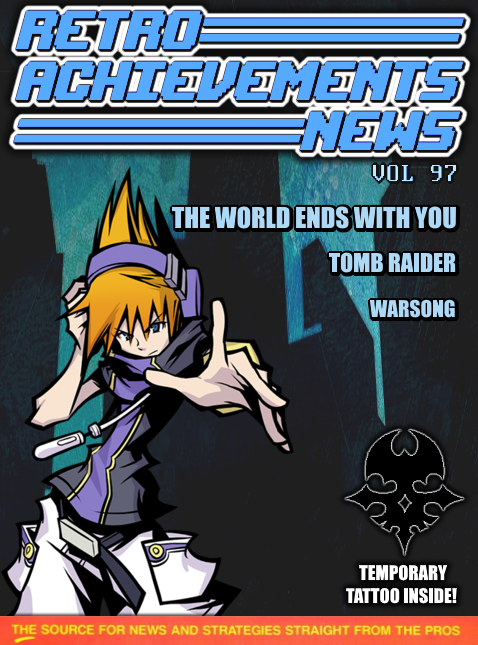 RETRO
ACHIEVEMENTS
NEWS
VOL 97
THE WORLD ENDS WITH YOU
TOMB RAIDER
WARSONG
TEMPORARY
TATTOO INSIDE!
THE SOURCE FOR NEWS AND STRATEGIES STRAIGHT FROM THE PROS